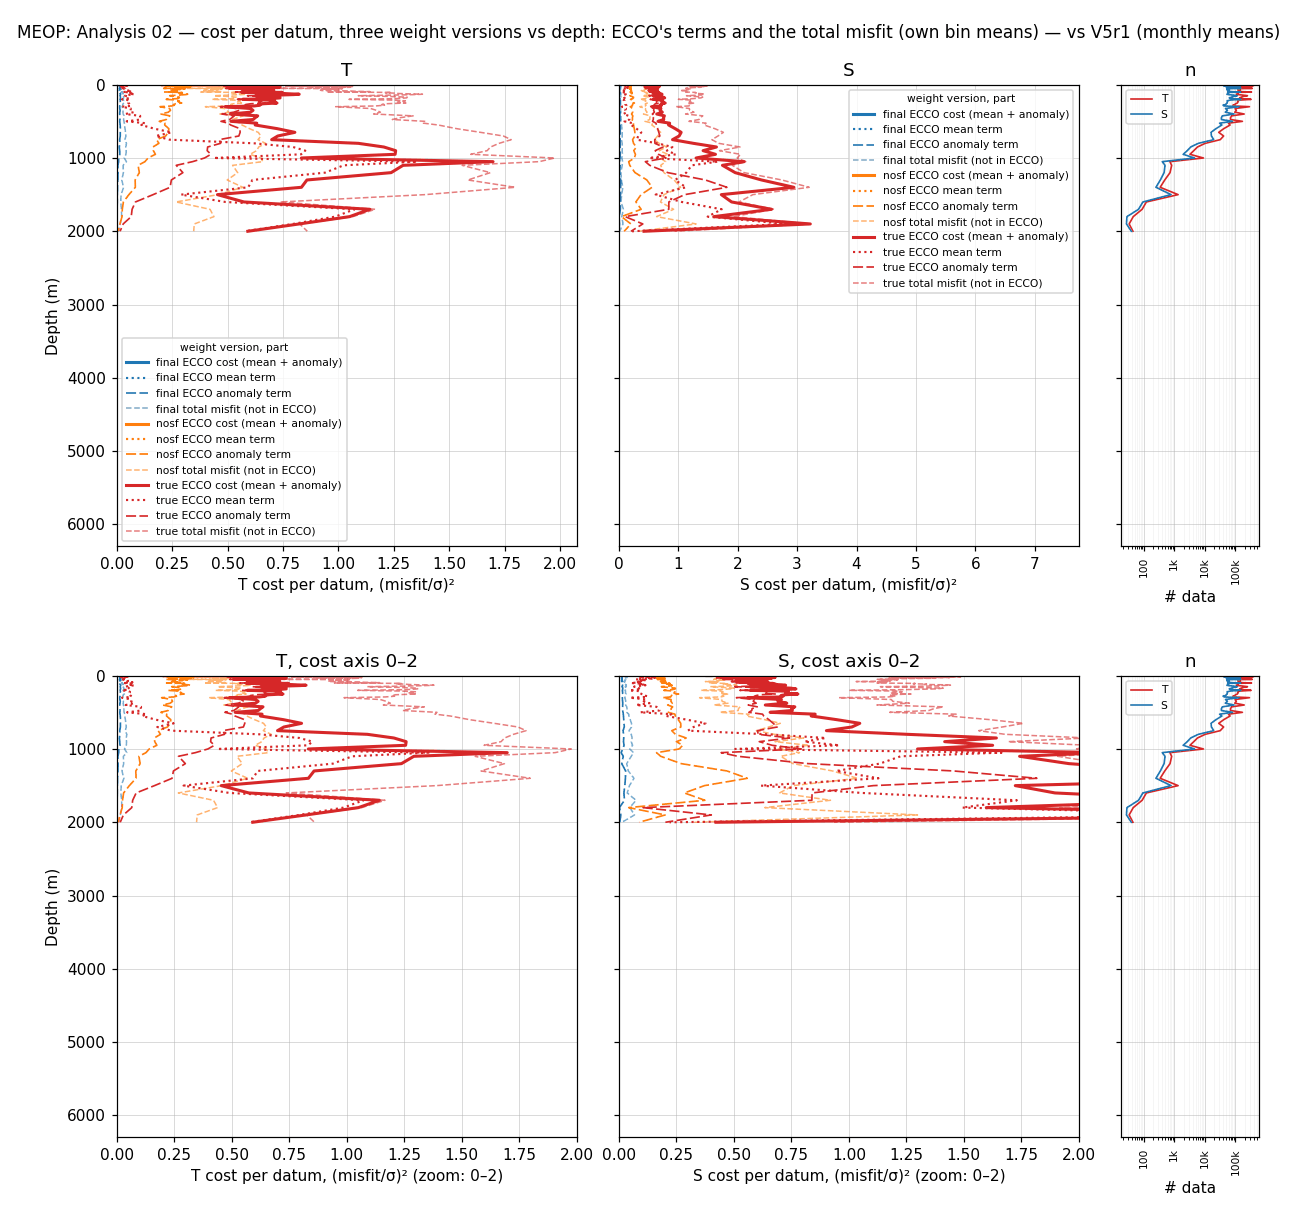 MEOP: Analysis 02 — cost per datum, three weight versions vs depth: ECCO's terms and the total misfit (own bin means) — vs V5r1 (monthly means)
T
S
n
0
1000
2000
3000
4000
5000
6000
Depth (m)
weight version, part
final ECCO cost (mean + anomaly)
final ECCO mean term
final ECCO anomaly term
final total misfit (not in ECCO)
nosf ECCO cost (mean + anomaly)
nosf ECCO mean term
nosf ECCO anomaly term
nosf total misfit (not in ECCO)
true ECCO cost (mean + anomaly)
true ECCO mean term
true ECCO anomaly term
true total misfit (not in ECCO)
0.00 0.25 0.50 0.75 1.00 1.25 1.50 1.75 2.00
T cost per datum, (misfit/σ)²
weight version, part
final ECCO cost (mean + anomaly)
final ECCO mean term
final ECCO anomaly term
final total misfit (not in ECCO)
nosf ECCO cost (mean + anomaly)
nosf ECCO mean term
nosf ECCO anomaly term
nosf total misfit (not in ECCO)
true ECCO cost (mean + anomaly)
true ECCO mean term
true ECCO anomaly term
true total misfit (not in ECCO)
0 1 2 3 4 5 6 7
S cost per datum, (misfit/σ)²
T
S
100 1k 10k 100k
# data
T, cost axis 0–2
S, cost axis 0–2
n
0
1000
2000
3000
4000
5000
6000
Depth (m)
0.00 0.25 0.50 0.75 1.00 1.25 1.50 1.75 2.00
T cost per datum, (misfit/σ)² (zoom: 0–2)
0.00 0.25 0.50 0.75 1.00 1.25 1.50 1.75 2.00
S cost per datum, (misfit/σ)² (zoom: 0–2)
T
S
100 1k 10k 100k
# data